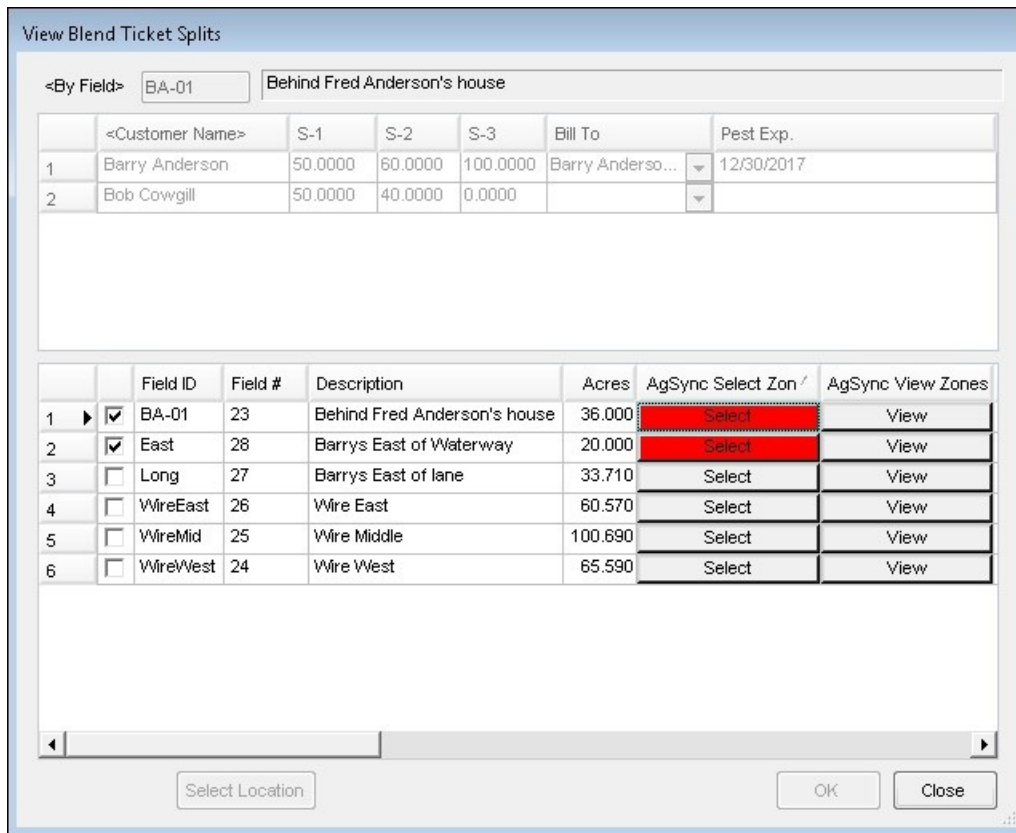 View Blend Ticket Splits
<By Field> BA-01 Behind Fred Anderson's house
<Customer Name> S-1 S-2 S-3 Bill To Pest Exp.
1 Barry Anderson 50.0000 60.0000 100.0000 Barry Anderso... 12/30/2017
2 Bob Cowgill 50.0000 40.0000 0.0000
Field ID Field # Description Acres AgSync Select Zon AgSync View Zones
1 BA-01 23 Behind Fred Anderson's house 36.000 Select View
2 East 28 Barrys East of Waterway 20.000 Select View
3 Long 27 Barrys East of lane 33.710 Select View
4 WireEast 26 Wire East 60.570 Select View
5 WireMid 25 Wire Middle 100.690 Select View
6 WireWest 24 Wire West 65.590 Select View
Select Location OK Close